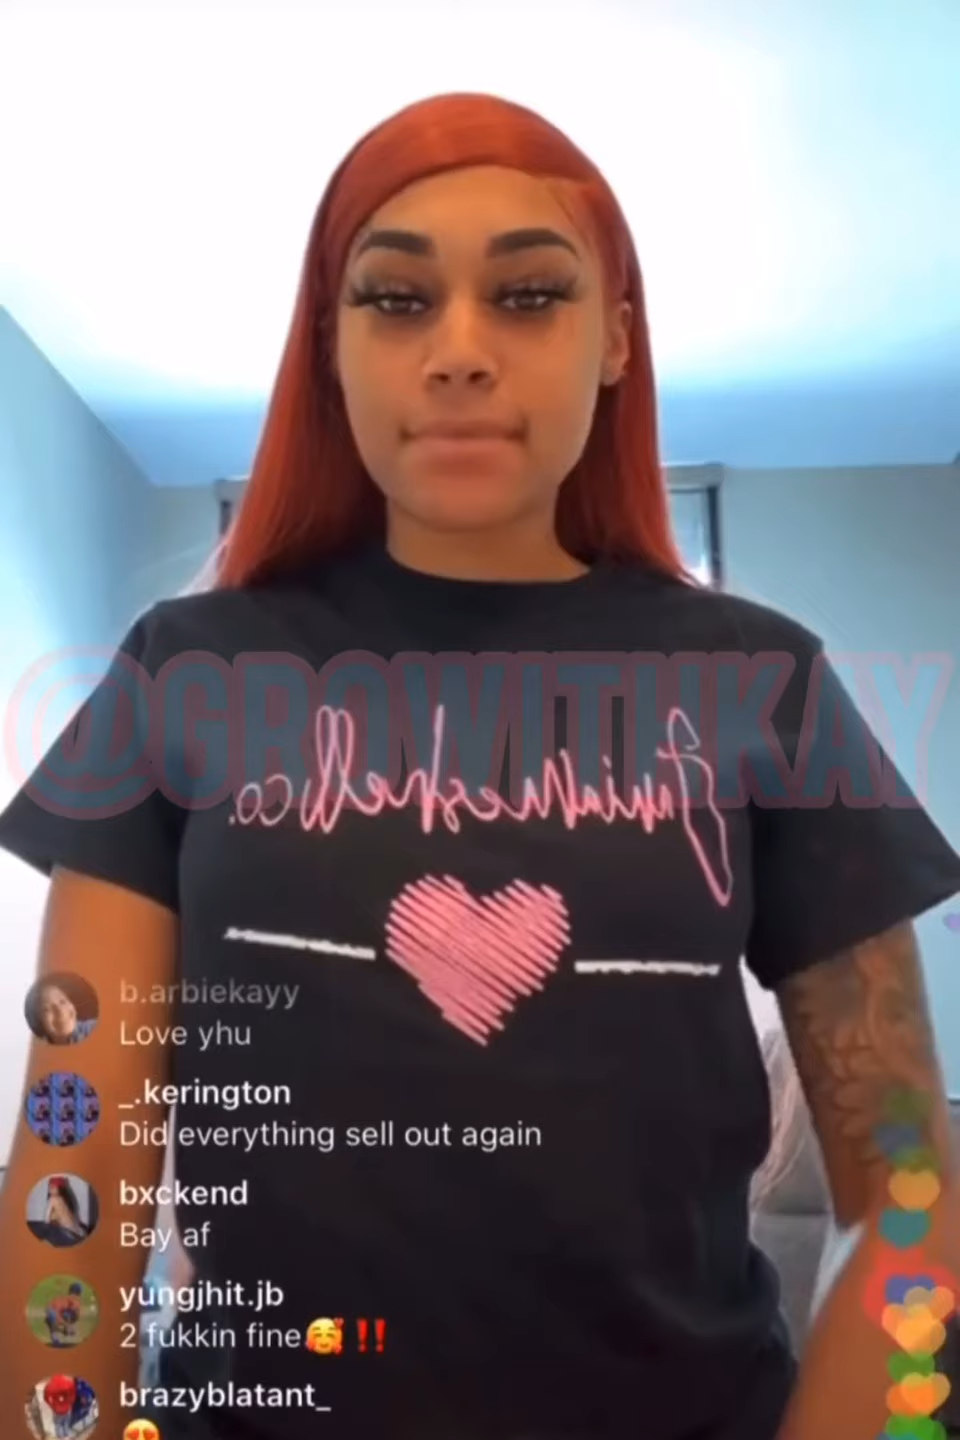 @GROWITHKAY
b.arbiekayy
Love yhu
_.kerington
Did everything sell out again
bxckend
Bay af
yungjhit.jb
2 fukkin fine🥰‼️
brazyblatant_
😍